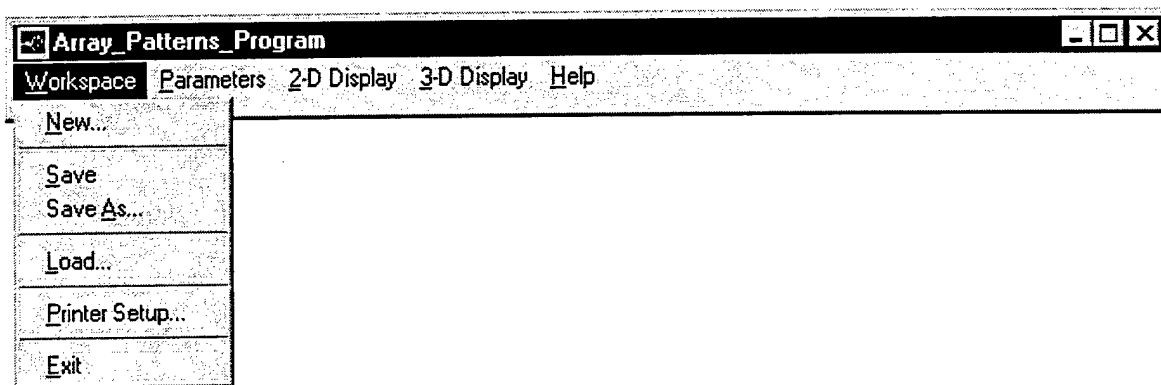 Array_Patterns_Program
Workspace Parameters 2-D Display 3-D Display Help
New...
Save
Save As...
Load...
Printer Setup...
Exit